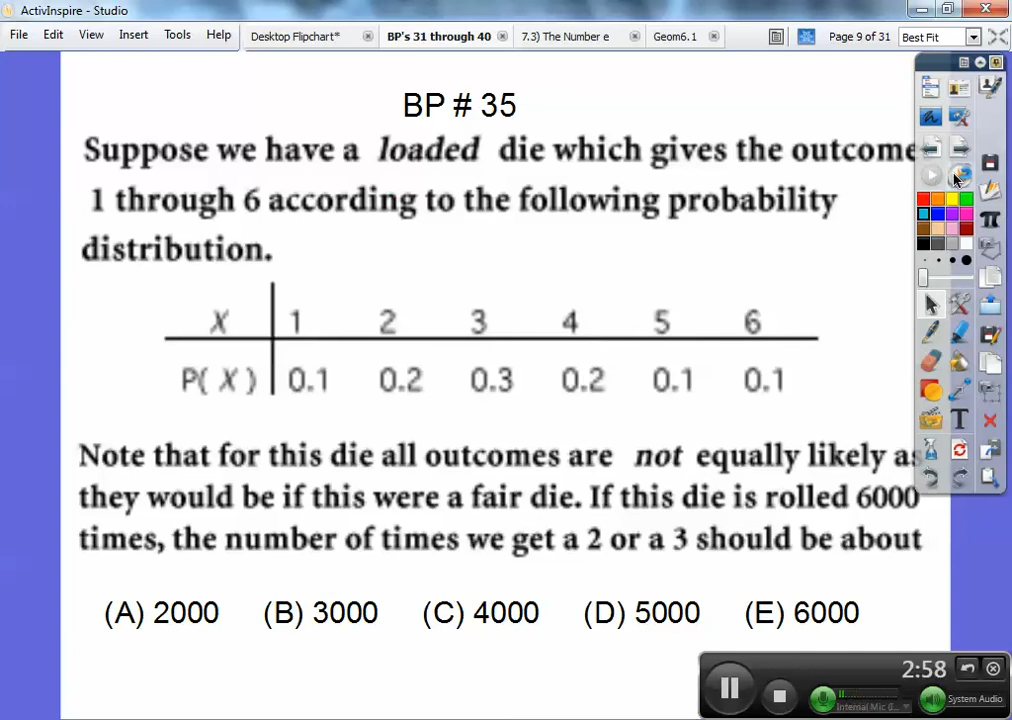 ActivInspire - Studio
File Edit View Insert Tools Help
Desktop Flipchart* BP's 31 through 40 7.3) The Number e Geom6.1 Page 9 of 31 Best Fit
BP # 35
Suppose we have a loaded die which gives the outcome
1 through 6 according to the following probability
distribution.
X 1 2 3 4 5 6
P( X ) 0.1 0.2 0.3 0.2 0.1 0.1
Note that for this die all outcomes are not equally likely as
they would be if this were a fair die. If this die is rolled 6000
times, the number of times we get a 2 or a 3 should be about
(A) 2000 (B) 3000 (C) 4000 (D) 5000 (E) 6000
2:58
Internal Mic (I... System Audio